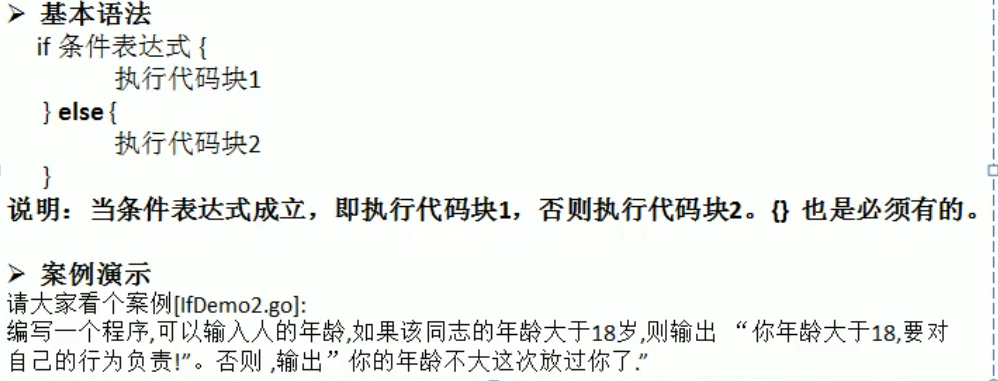 ➢ 基本语法
if 条件表达式 {
执行代码块1
} else {
执行代码块2
}
说明：当条件表达式成立，即执行代码块1，否则执行代码块2。{} 也是必须有的。
➢ 案例演示
请大家看个案例[IfDemo2.go]:
编写一个程序,可以输入人的年龄,如果该同志的年龄大于18岁,则输出 “你年龄大于18,要对
自己的行为负责!”。否则 ,输出”你的年龄不大这次放过你了.”